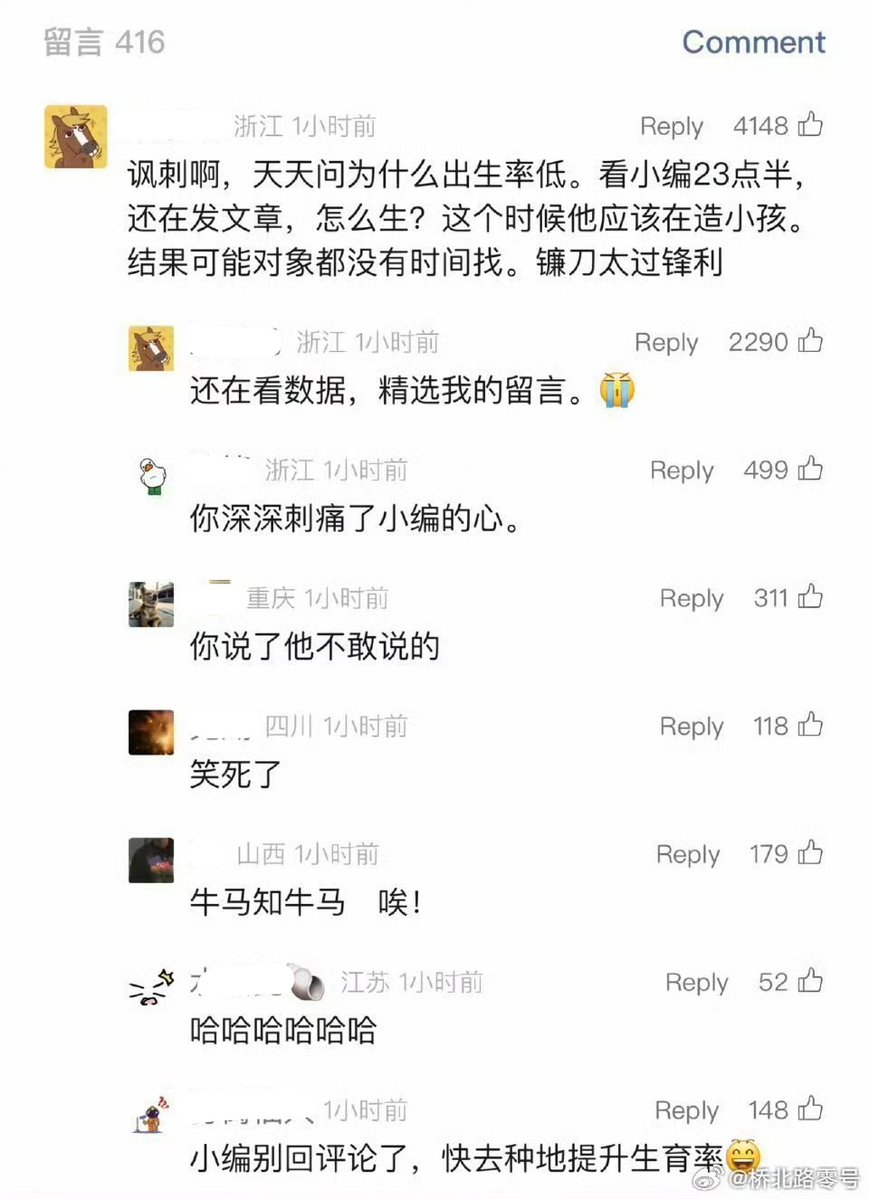 留言 416 Comment
浙江 1小时前 Reply 4148
讽刺啊，天天问为什么出生率低。看小编23点半，
还在发文章，怎么生？这个时候他应该在造小孩。
结果可能对象都没有时间找。镰刀太过锋利
浙江 1小时前 Reply 2290
还在看数据，精选我的留言。😭
浙江 1小时前 Reply 499
你深深刺痛了小编的心。
重庆 1小时前 Reply 311
你说了他不敢说的
四川 1小时前 Reply 118
笑死了
山西 1小时前 Reply 179
牛马知牛马 唉！
江苏 1小时前 Reply 52
哈哈哈哈哈哈
1小时前 Reply 148
小编别回评论了，快去种地提升生育率😄
@桥北路零号